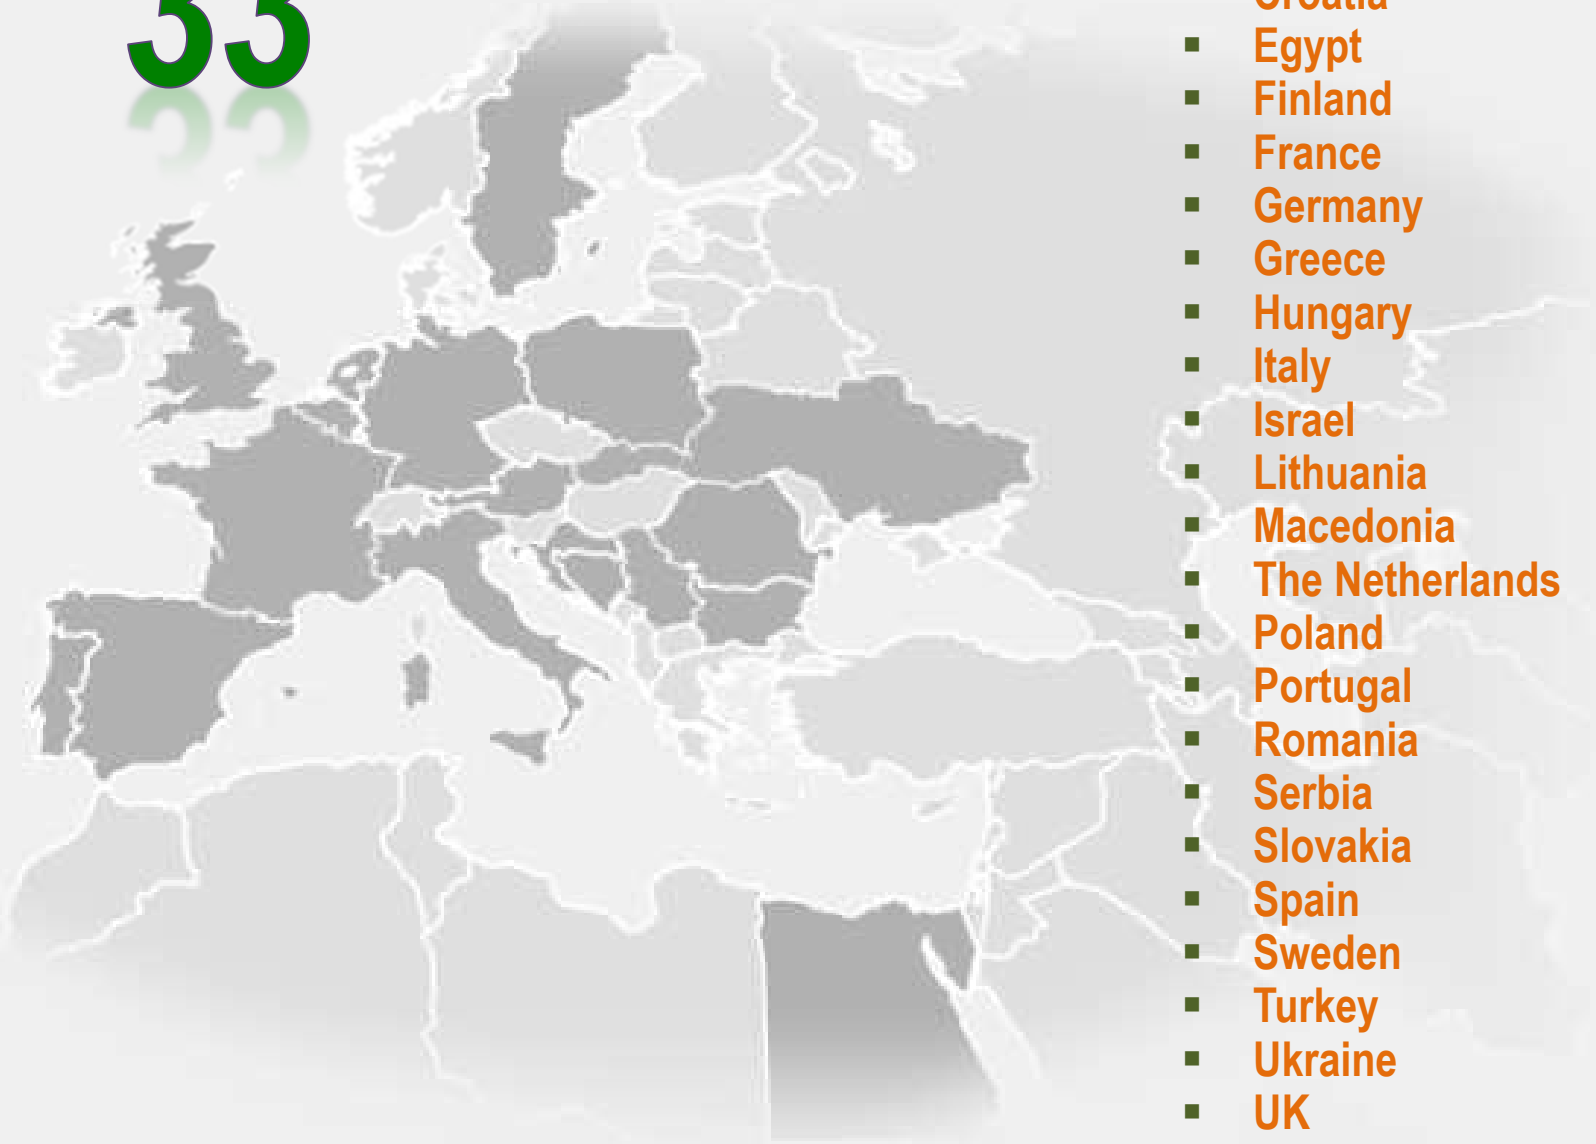 33
Croatia
▪ Egypt
▪ Finland
▪ France
▪ Germany
▪ Greece
▪ Hungary
▪ Italy
▪ Israel
▪ Lithuania
▪ Macedonia
▪ The Netherlands
▪ Poland
▪ Portugal
▪ Romania
▪ Serbia
▪ Slovakia
▪ Spain
▪ Sweden
▪ Turkey
▪ Ukraine
▪ UK